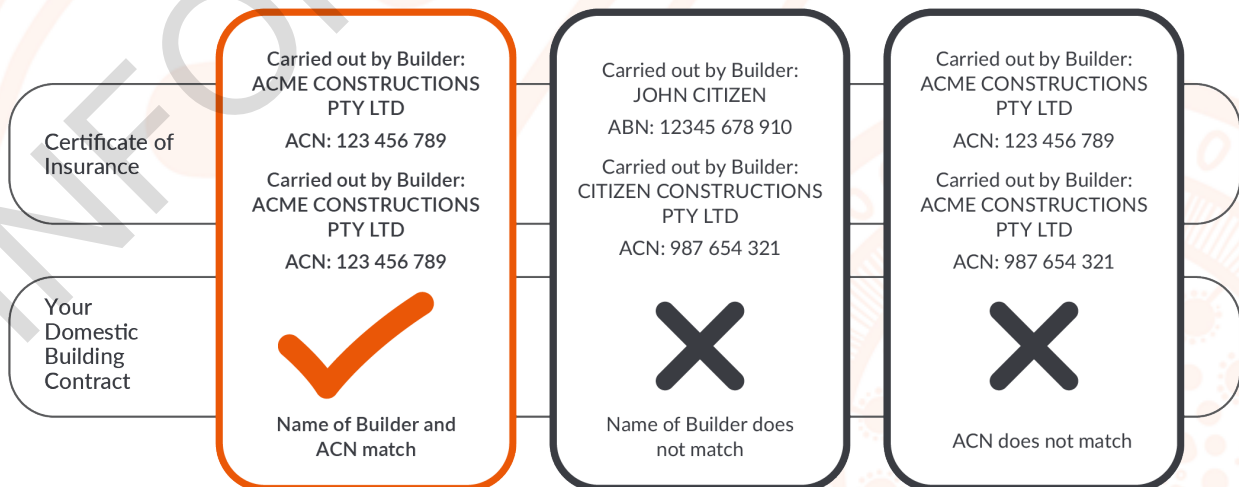 Certificate of
Insurance
Your
Domestic
Building
Contract
Carried out by Builder:
ACME CONSTRUCTIONS
PTY LTD
ACN: 123 456 789
Carried out by Builder:
ACME CONSTRUCTIONS
PTY LTD
ACN: 123 456 789
Name of Builder and
ACN match
Carried out by Builder:
JOHN CITIZEN
ABN: 12345 678 910
Carried out by Builder:
CITIZEN CONSTRUCTIONS
PTY LTD
ACN: 987 654 321
Name of Builder does
not match
Carried out by Builder:
ACME CONSTRUCTIONS
PTY LTD
ACN: 123 456 789
Carried out by Builder:
ACME CONSTRUCTIONS
PTY LTD
ACN: 987 654 321
ACN does not match
INFO